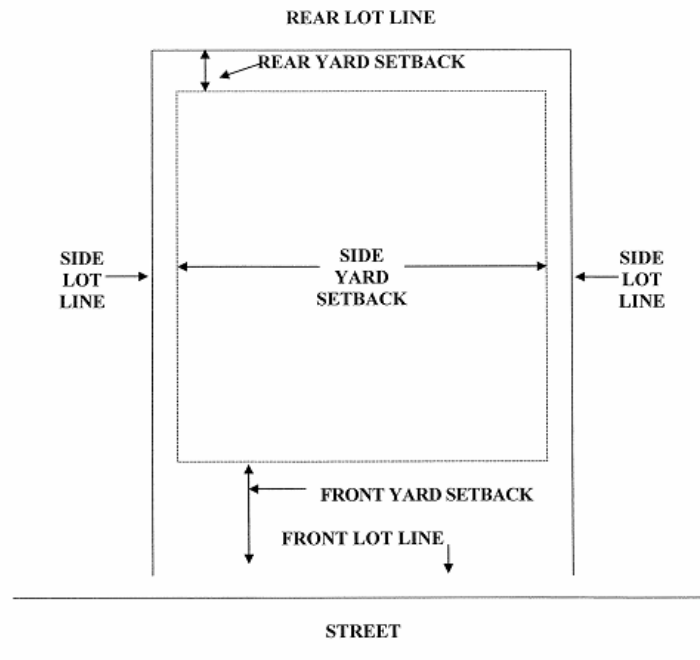 REAR LOT LINE
REAR YARD SETBACK
SIDE
LOT
LINE
SIDE
YARD
SETBACK
SIDE
LOT
LINE
FRONT YARD SETBACK
FRONT LOT LINE
STREET